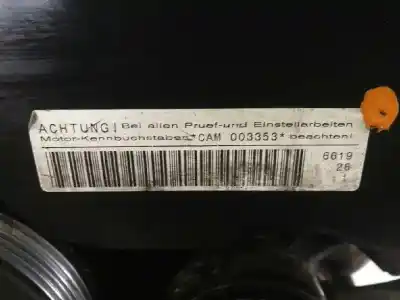 ACHTUNG! Bei allen Pruef-und Einstellarbeiten
Motor-Kennbuchstaben *CAM 003353* beachten!
6619
26